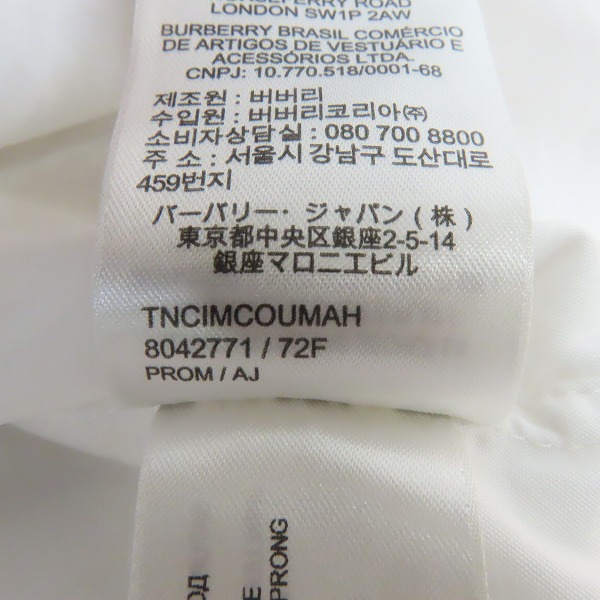 HORSEFERRY ROAD
LONDON SW1P 2AW
BURBERRY BRASIL COMÉRCIO
DE ARTIGOS DE VESTUÁRIO E
ACESSÓRIOS LTDA.
CNPJ: 10.770.518/0001-68
제조원 : 버버리
수입원 : 버버리코리아㈜
소비자상담실 : 080 700 8800
주 소 : 서울시 강남구 도산대로
459번지
バーバリー・ジャパン (株)
東京都中央区銀座2-5-14
銀座マロニエビル
TNCIMCOUMAH
8042771 / 72F
PROM / AJ
PRONG